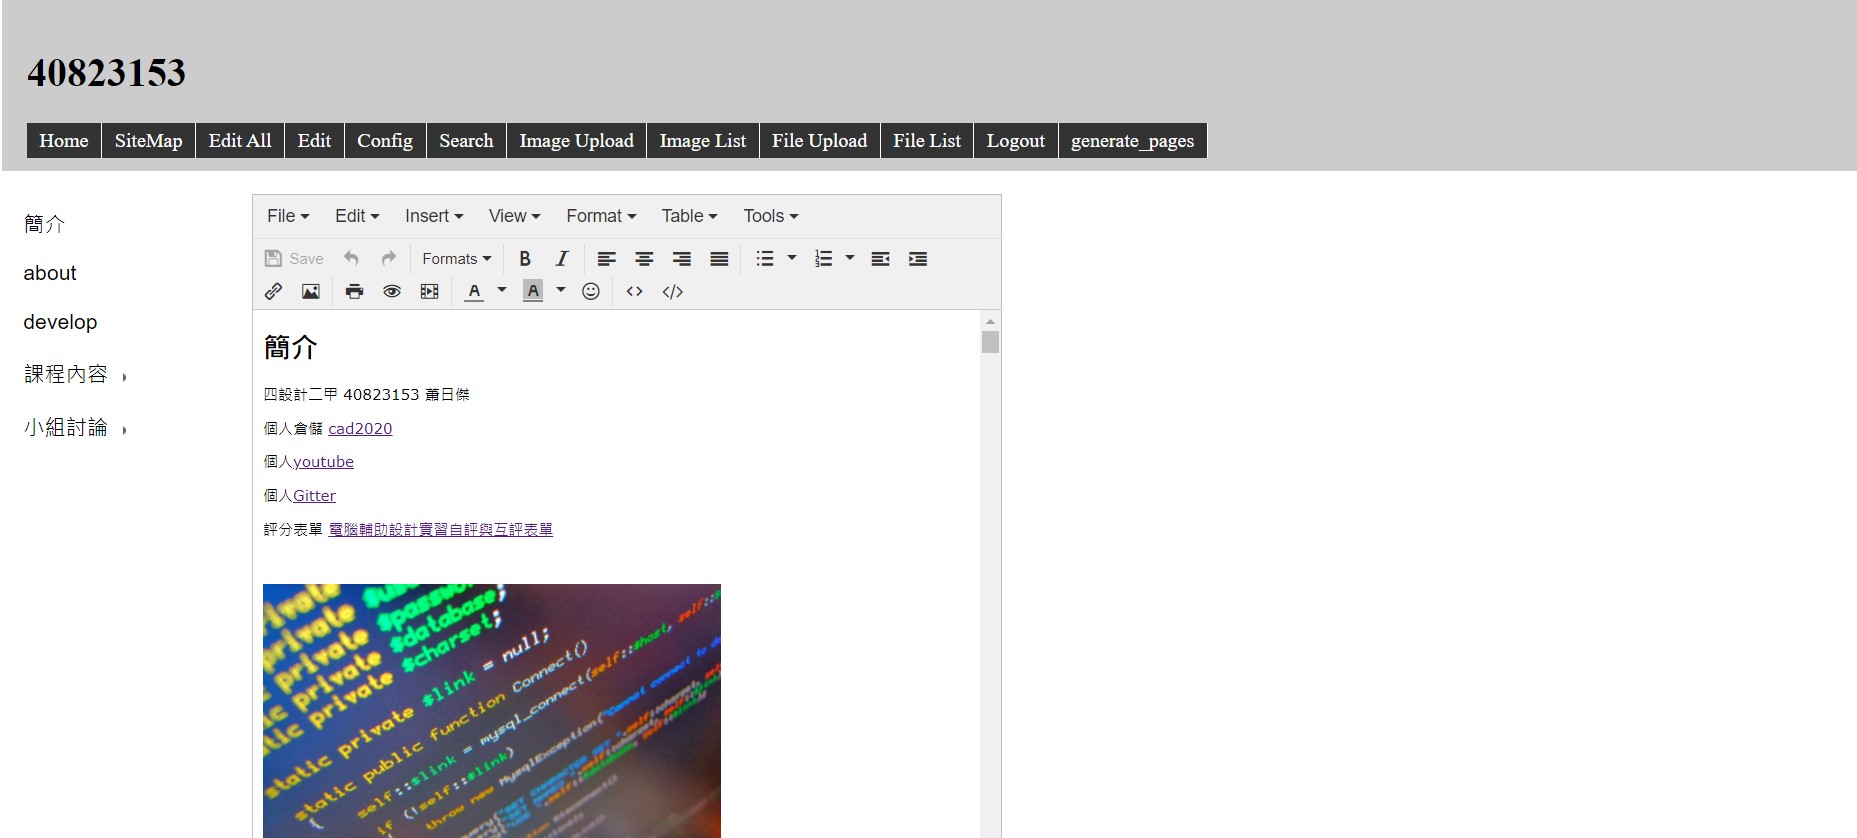 40823153
Home SiteMap Edit All Edit Config Search Image Upload Image List File Upload File List Logout generate_pages
簡介
about
develop
課程內容
小組討論
File Edit Insert View Format Table Tools
Save Formats B I
A A
簡介
四設計二甲 40823153 蕭日傑
個人倉儲 cad2020
個人youtube
個人Gitter
評分表單 電腦輔助設計實習自評與互評表單
private
private $password;
private $database;
private $charset;
static private $link = null;
static public function Connect()
self::$link = mysql_connect(self::$host,
if (!self::$link)
throw new MysqlException("Cannot connect to